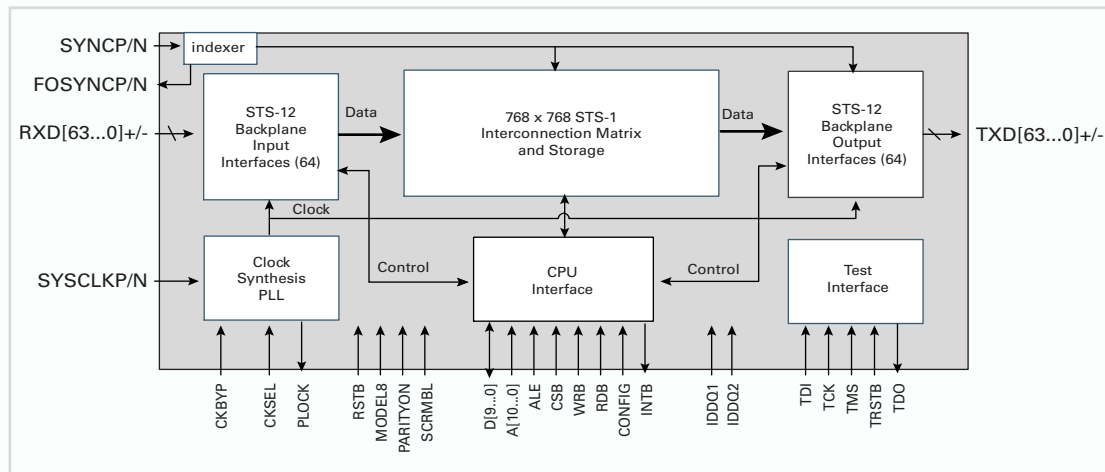 SYNCP/N
indexer
FOSYNCP/N
RXD[63...0]+/-
STS-12
Backplane
Input
Interfaces (64)
Data
768 x 768 STS-1
Interconnection Matrix
and Storage
Data
STS-12
Backplane
Output
Interfaces (64)
TXD[63...0]+/-
Clock
SYSCLKP/N
Clock
Synthesis
PLL
Control
CPU
Interface
Control
Test
Interface
CKBYP
CKSEL
PLOCK
RSTB
MODEL8
PARITYON
SCRMBL
D[9...0]
A[10...0]
ALE
CSB
WRB
RDB
CONFIG
INTB
IDDQ1
IDDQ2
TDI
TCK
TMS
TRSTB
TDO